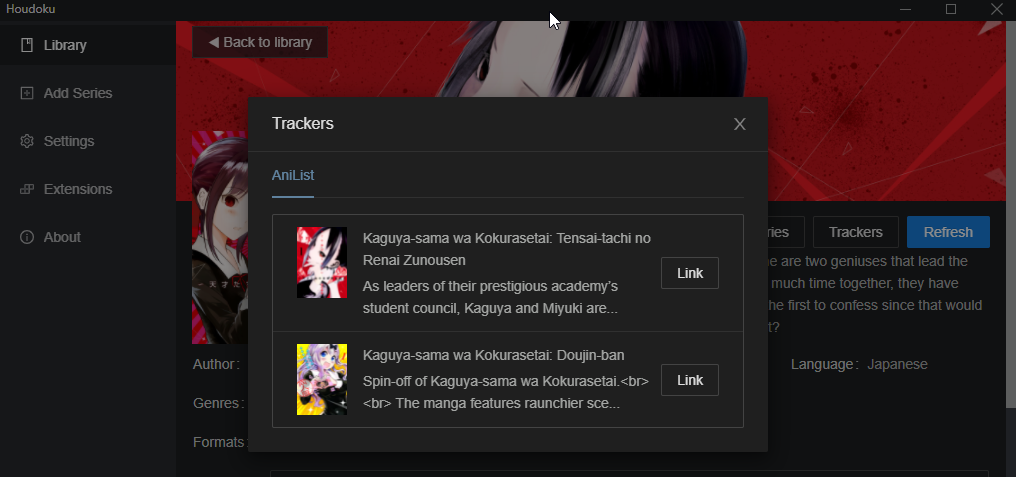 Houdoku
Library
Add Series
Settings
Extensions
About
◀ Back to library
Trackers
X
AniList
Kaguya-sama wa Kokurasetai: Tensai-tachi no
Renai Zunousen
As leaders of their prestigious academy's
student council, Kaguya and Miyuki are...
Link
Kaguya-sama wa Kokurasetai: Doujin-ban
Spin-off of Kaguya-sama wa Kokurasetai.<br>
<br> The manga features raunchier sce...
Link
Trackers
Refresh
are two geniuses that lead the
much time together, they have
he first to confess since that would
Author:
Language: Japanese
Genres:
Formats: